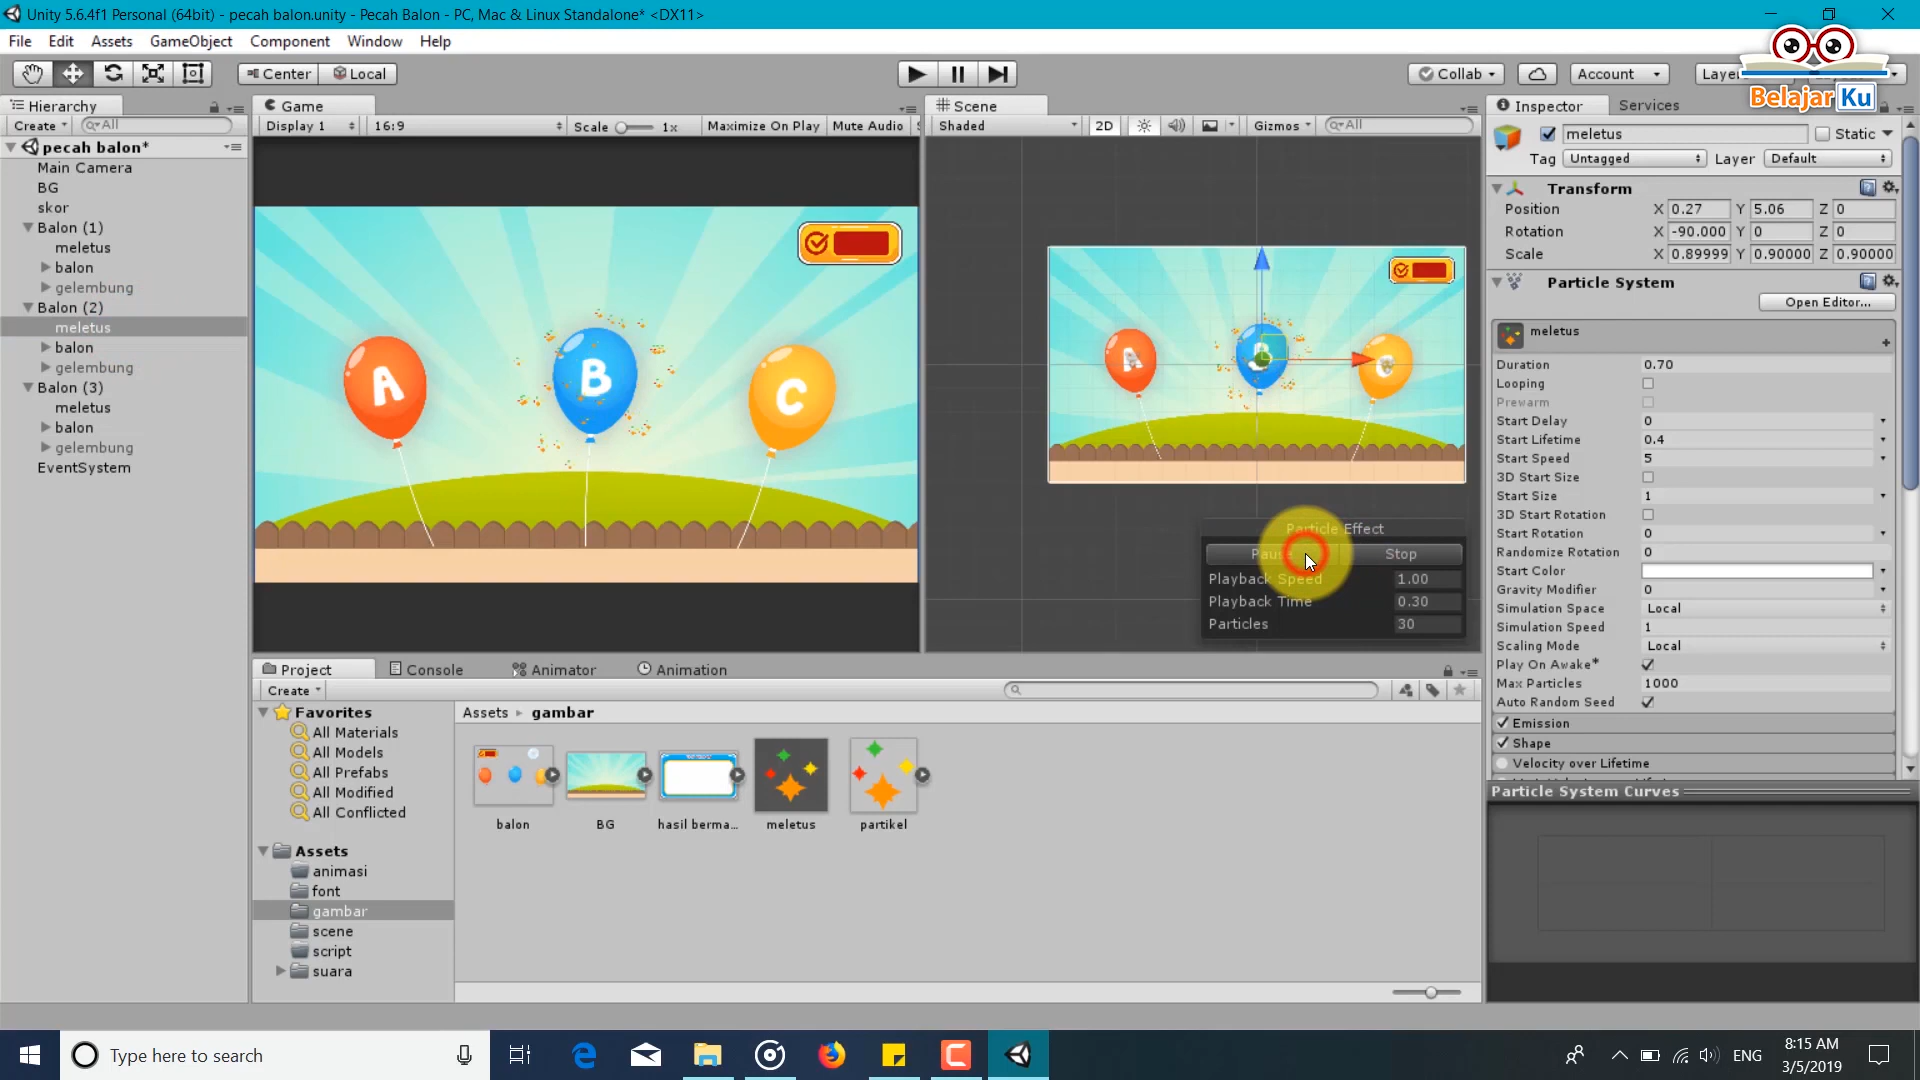 Unity 5.6.4f1 Personal (64bit) - pecah balon.unity - Pecah Balon - PC, Mac & Linux Standalone* <DX11>
File Edit Assets GameObject Component Window Help
Center Local Collab Account
Belajar Ku
Hierarchy Game Scene Inspector Services
Create All Display 1 16:9 Scale 1x Maximize On Play Mute Audio Shaded 2D Gizmos All
meletus Static
pecah balon*
Tag Untagged Layer Default
Main Camera
BG
skor
Balon (1)
meletus
balon
gelembung
Balon (2)
meletus
balon
gelembung
Balon (3)
meletus
balon
gelembung
EventSystem
A B C
B
Particle Effect
Stop
Playback Speed 1.00
Playback Time 0.30
Particles 30
Transform
Position X 0.27 Y 5.06 Z 0
Rotation X -90.000 Y 0 Z 0
Scale X 0.89999 Y 0.90000 Z 0.90000
Particle System
Open Editor...
meletus
Duration 0.70
Looping
Prewarm
Start Delay 0
Start Lifetime 0.4
Start Speed 5
3D Start Size
Start Size 1
3D Start Rotation
Start Rotation 0
Randomize Rotation 0
Start Color
Gravity Modifier 0
Simulation Space Local
Simulation Speed 1
Scaling Mode Local
Play On Awake*
Max Particles 1000
Auto Random Seed
Emission
Shape
Velocity over Lifetime
Particle System Curves
Project Console Animator Animation
Create
Favorites
All Materials
All Models
All Prefabs
All Modified
All Conflicted
Assets
animasi
font
gambar
scene
script
suara
Assets gambar
balon BG hasil berma... meletus partikel
Type here to search
ENG
8:15 AM
3/5/2019